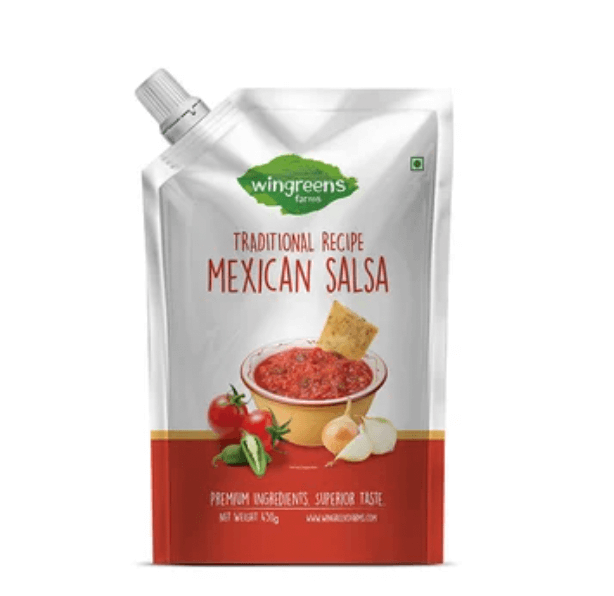 wingreens
farms
TRADITIONAL RECIPE
MEXICAN SALSA
PREMIUM INGREDIENTS. SUPERIOR TASTE.
NET WEIGHT 450g
WWW.WINGREENSFARMS.COM